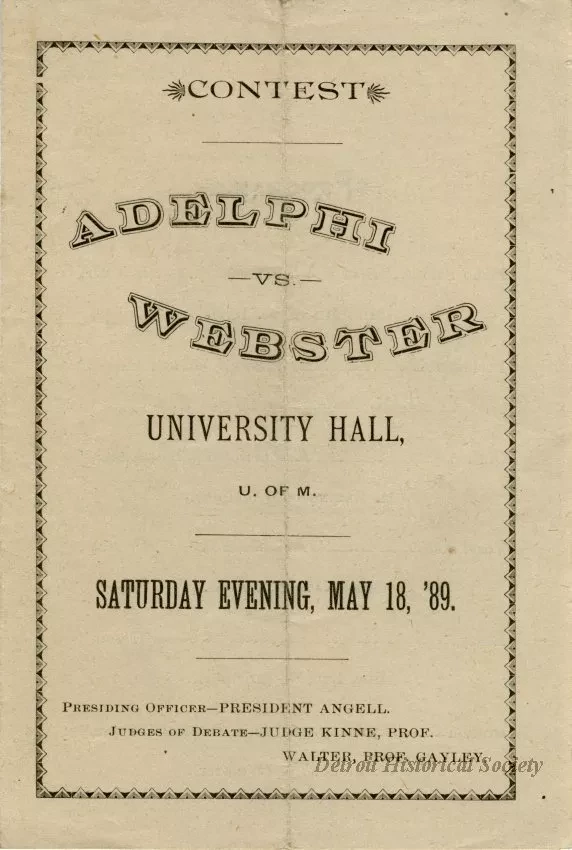 CONTEST
ADELPHI
—VS.—
WEBSTER
UNIVERSITY HALL,
U. OF M.
SATURDAY EVENING, MAY 18, '89.
PRESIDING OFFICER—PRESIDENT ANGELL.
JUDGES OF DEBATE—JUDGE KINNE, PROF.
WALTER, PROF. GAYLEY.
Detroit Historical Society